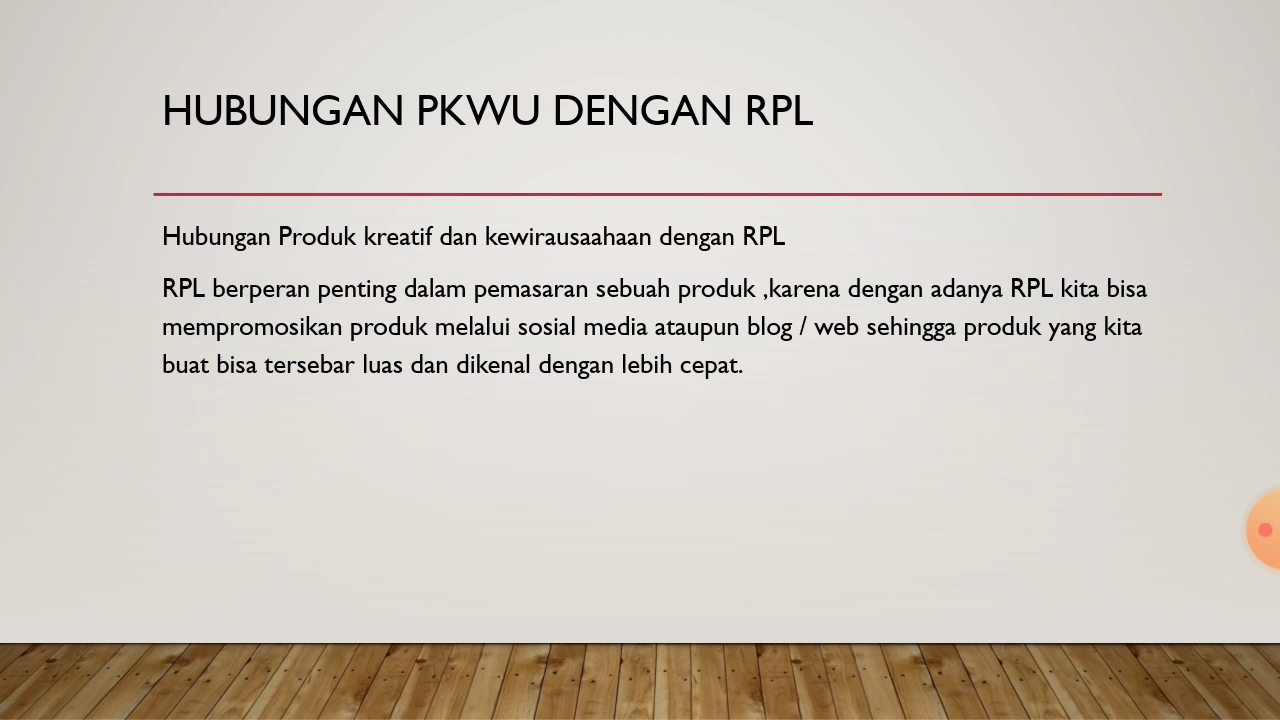 HUBUNGAN PKWU DENGAN RPL
Hubungan Produk kreatif dan kewirausaahaan dengan RPL
RPL berperan penting dalam pemasaran sebuah produk ,karena dengan adanya RPL kita bisa
mempromosikan produk melalui sosial media ataupun blog / web sehingga produk yang kita
buat bisa tersebar luas dan dikenal dengan lebih cepat.